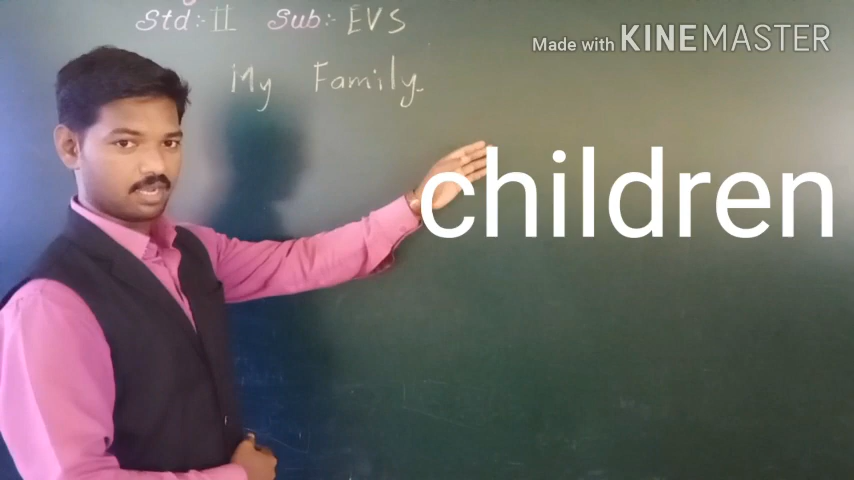 Std:- II Sub:- EVS
Made with KINEMASTER
My Family.
children